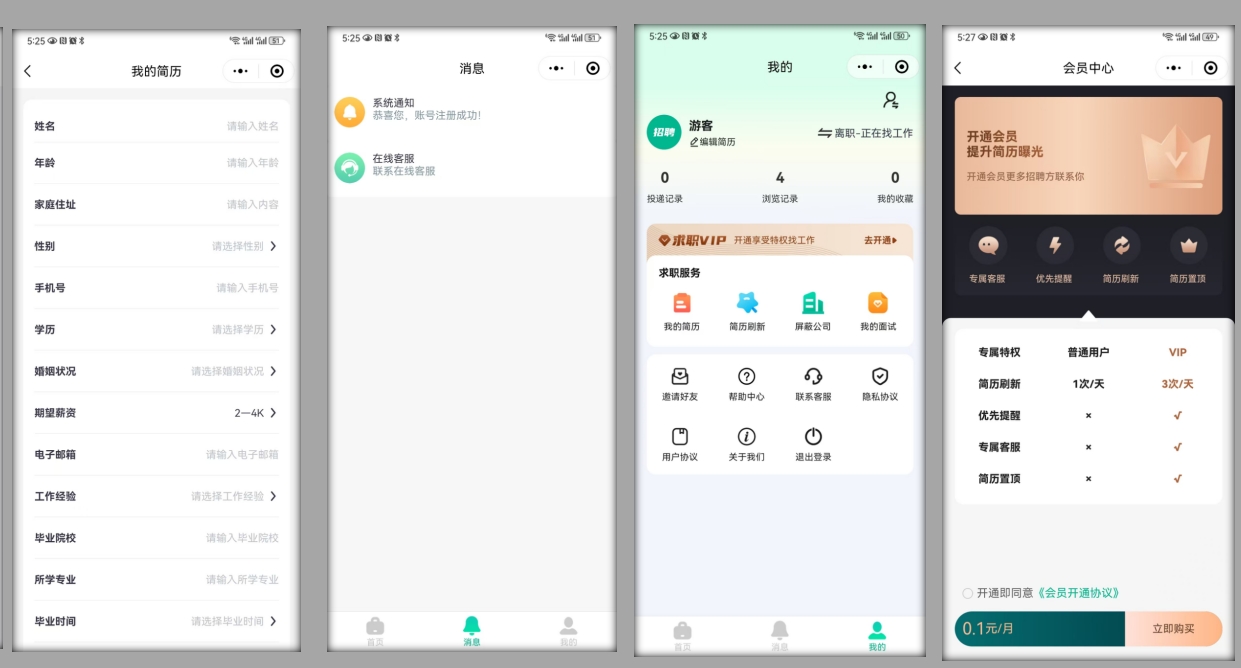 5:25
51
我的简历
姓名
请输入姓名
年龄
请输入年龄
家庭住址
请输入内容
性别
请选择性别
手机号
请输入手机号
学历
请选择学历
婚姻状况
请选择婚姻状况
期望薪资
2—4K
电子邮箱
请输入电子邮箱
工作经验
请选择工作经验
毕业院校
请输入毕业院校
所学专业
请输入所学专业
毕业时间
请选择毕业时间
5:25
51
消息
系统通知
恭喜您，账号注册成功！
在线客服
联系在线客服
首页
消息
我的
5:25
50
我的
招聘
游客
编辑简历
离职-正在找工作
0
4
0
投递记录
浏览记录
我的收藏
求职VIP
开通享受特权找工作
去开通
求职服务
我的简历
简历刷新
屏蔽公司
我的面试
邀请好友
帮助中心
联系客服
隐私协议
用户协议
关于我们
退出登录
首页
消息
我的
5:27
49
会员中心
开通会员
提升简历曝光
开通会员更多招聘方联系你
专属客服
优先提醒
简历刷新
简历置顶
专属特权
普通用户
VIP
简历刷新
1次/天
3次/天
优先提醒
×
√
专属客服
×
√
简历置顶
×
√
开通即同意《会员开通协议》
0.1元/月
立即购买